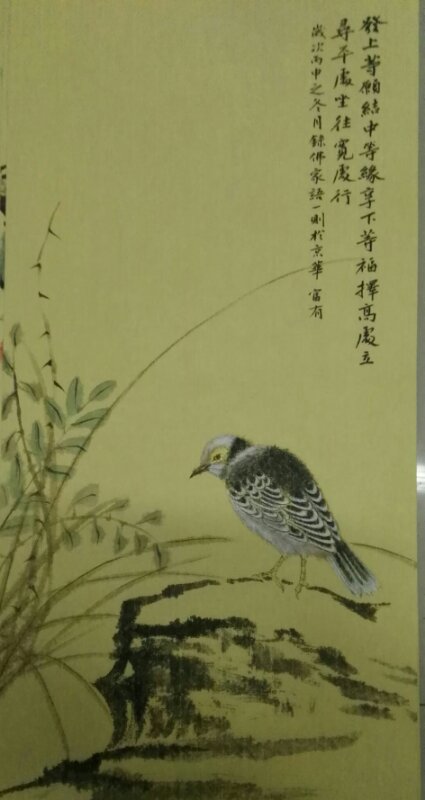 發上等願結中等緣享下等福擇高處立
尋平處坐往寬處行
歲次丙申之冬月錄佛家語一則於京華 富有